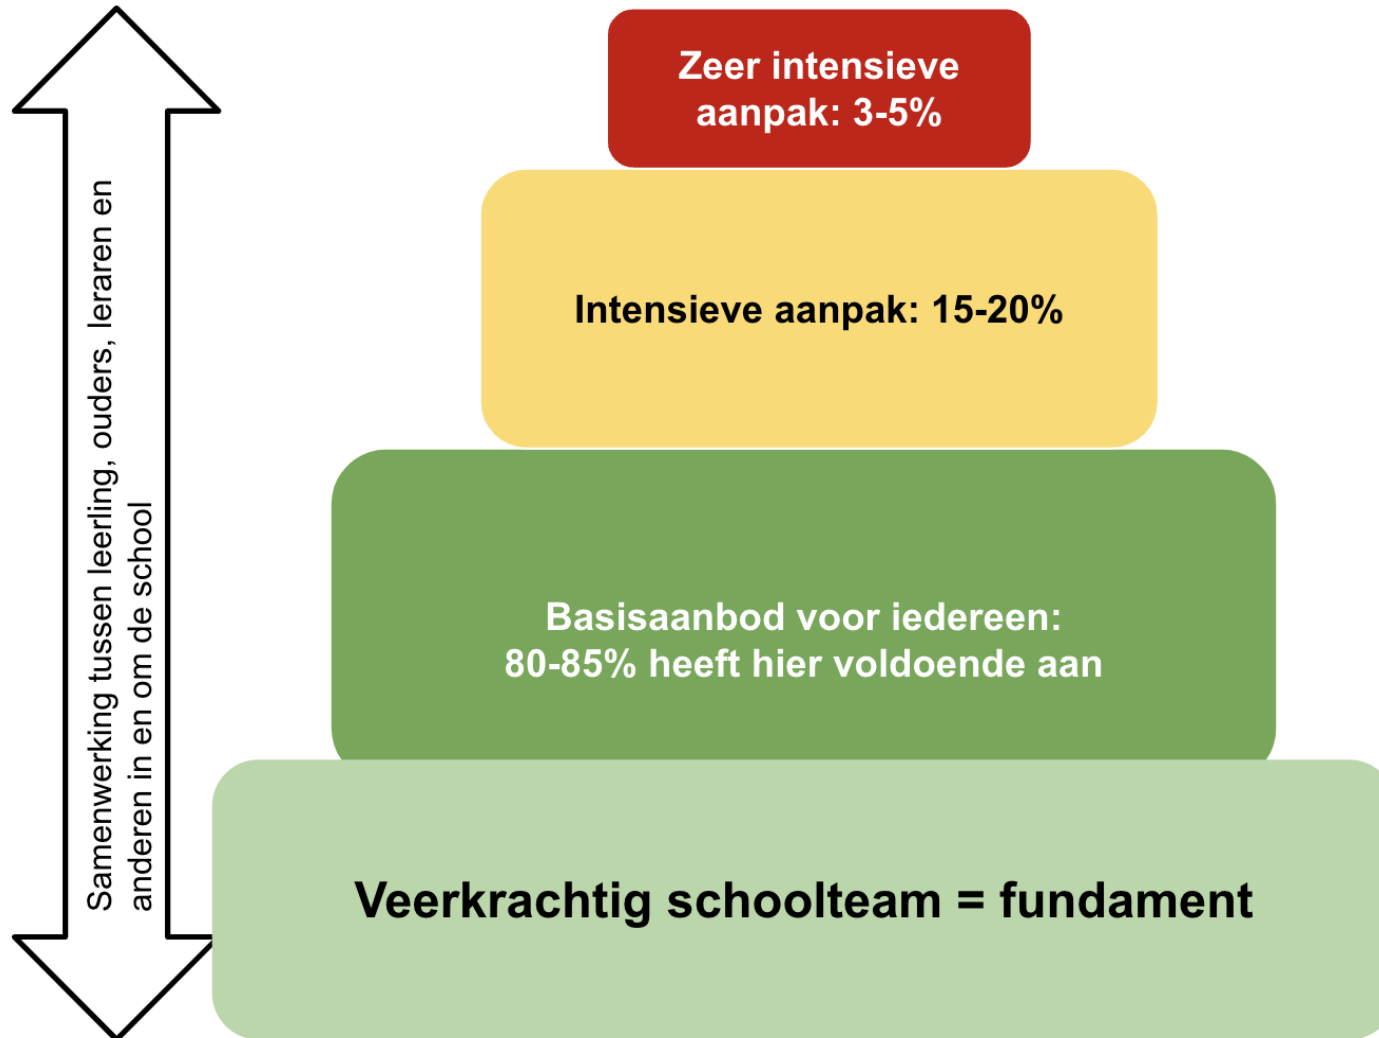 Zeer intensieve
aanpak: 3-5%
Intensieve aanpak: 15-20%
Basisaanbod voor iedereen:
80-85% heeft hier voldoende aan
Veerkrachtig schoolteam = fundament
Samenwerking tussen leerling, ouders, leraren en
anderen in en om de school